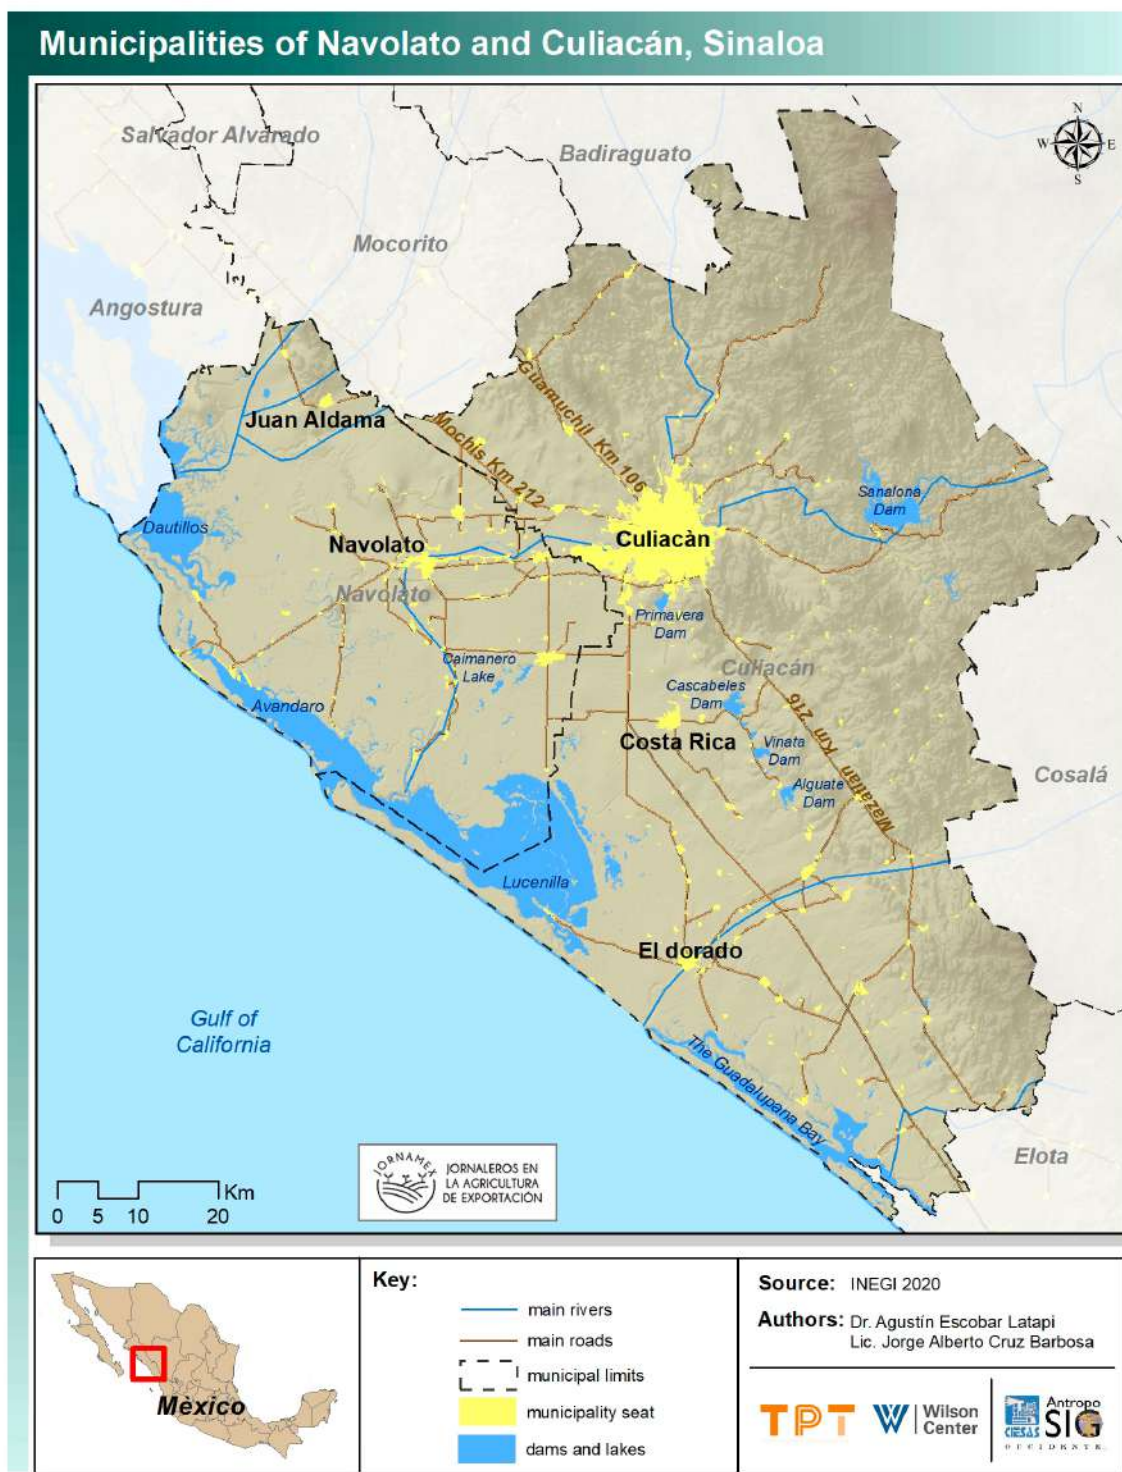 Municipalities of Navolato and Culiacán, Sinaloa
Salvador Alvarado
Badiraguato
N
W
E
S
Mocorito
Angostura
Guamuchil Km 106
Juan Aldama
Mochis Km 212
Sanalona
Dam
Dautillos
Navolato
Culiacàn
Navolato
Primavera
Dam
Caimanero
Lake
Culiacán
Cascabeles
Dam
Avandaro
Costa Rica
Vinata
Dam
Mazatlan Km 216
Alguate
Dam
Cosalá
Lucenilla
El dorado
Gulf of
California
The Guadalupana Bay
Elota
JORNAMEX
JORNALEROS EN
LA AGRICULTURA
DE EXPORTACIÓN
Km
0 5 10 20
Mèxico
Key:
main rivers
main roads
municipal limits
municipality seat
dams and lakes
Source: INEGI 2020
Authors: Dr. Agustín Escobar Latapi
Lic. Jorge Alberto Cruz Barbosa
TPT
W Wilson
Center
CIESAS
Antropo
SIG
OCCIDENTE